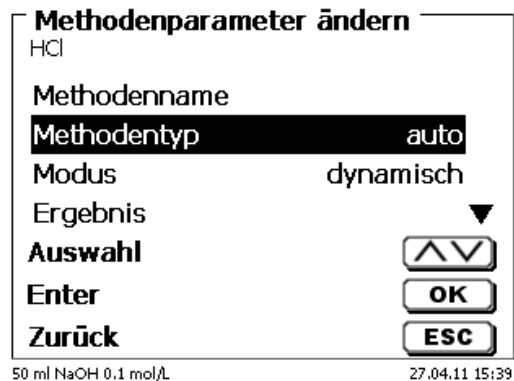 Methodenparameter ändern
HCl
Methodenname
Methodentyp auto
Modus dynamisch
Ergebnis
Auswahl
Enter OK
Zurück ESC
50 ml NaOH 0.1 mol/L 27.04.11 15:39